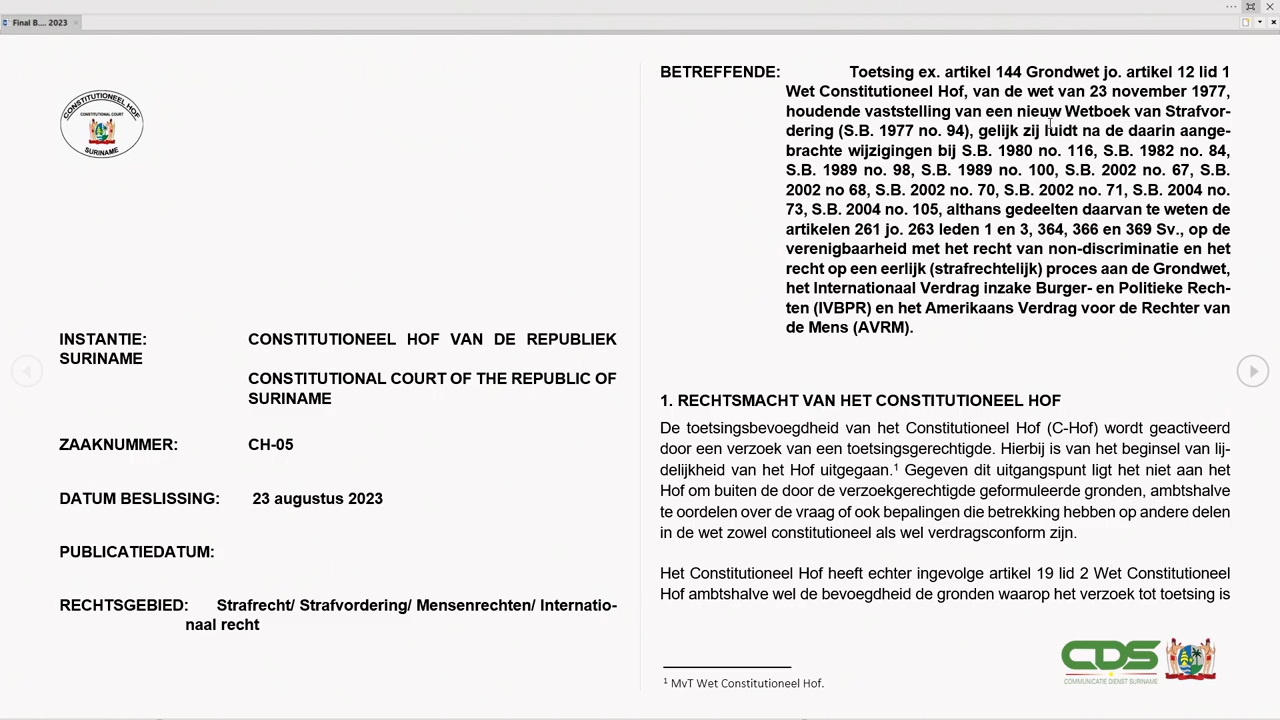 Final B.... 2023
CONSTITUTIONEEL HOF
CONSTITUTIONAL COURT
SURINAME
INSTANTIE: CONSTITUTIONEEL HOF VAN DE REPUBLIEK
SURINAME
CONSTITUTIONAL COURT OF THE REPUBLIC OF
SURINAME
ZAAKNUMMER: CH-05
DATUM BESLISSING: 23 augustus 2023
PUBLICATIEDATUM:
RECHTSGEBIED: Strafrecht/ Strafvordering/ Mensenrechten/ Internatio-
naal recht
BETREFFENDE: Toetsing ex. artikel 144 Grondwet jo. artikel 12 lid 1
Wet Constitutioneel Hof, van de wet van 23 november 1977,
houdende vaststelling van een nieuw Wetboek van Strafvor-
dering (S.B. 1977 no. 94), gelijk zij luidt na de daarin aange-
brachte wijzigingen bij S.B. 1980 no. 116, S.B. 1982 no. 84,
S.B. 1989 no. 98, S.B. 1989 no. 100, S.B. 2002 no. 67, S.B.
2002 no 68, S.B. 2002 no. 70, S.B. 2002 no. 71, S.B. 2004 no.
73, S.B. 2004 no. 105, althans gedeelten daarvan te weten de
artikelen 261 jo. 263 leden 1 en 3, 364, 366 en 369 Sv., op de
verenigbaarheid met het recht van non-discriminatie en het
recht op een eerlijk (strafrechtelijk) proces aan de Grondwet,
het Internationaal Verdrag inzake Burger- en Politieke Rech-
ten (IVBPR) en het Amerikaans Verdrag voor de Rechter van
de Mens (AVRM).
1. RECHTSMACHT VAN HET CONSTITUTIONEEL HOF
De toetsingsbevoegdheid van het Constitutioneel Hof (C-Hof) wordt geactiveerd
door een verzoek van een toetsingsgerechtigde. Hierbij is van het beginsel van lij-
delijkheid van het Hof uitgegaan.¹ Gegeven dit uitgangspunt ligt het niet aan het
Hof om buiten de door de verzoekgerechtigde geformuleerde gronden, ambtshalve
te oordelen over de vraag of ook bepalingen die betrekking hebben op andere delen
in de wet zowel constitutioneel als wel verdragsconform zijn.
Het Constitutioneel Hof heeft echter ingevolge artikel 19 lid 2 Wet Constitutioneel
Hof ambtshalve wel de bevoegdheid de gronden waarop het verzoek tot toetsing is
¹ MvT Wet Constitutioneel Hof.
CDS
COMMUNICATIE DIENST SURINAME